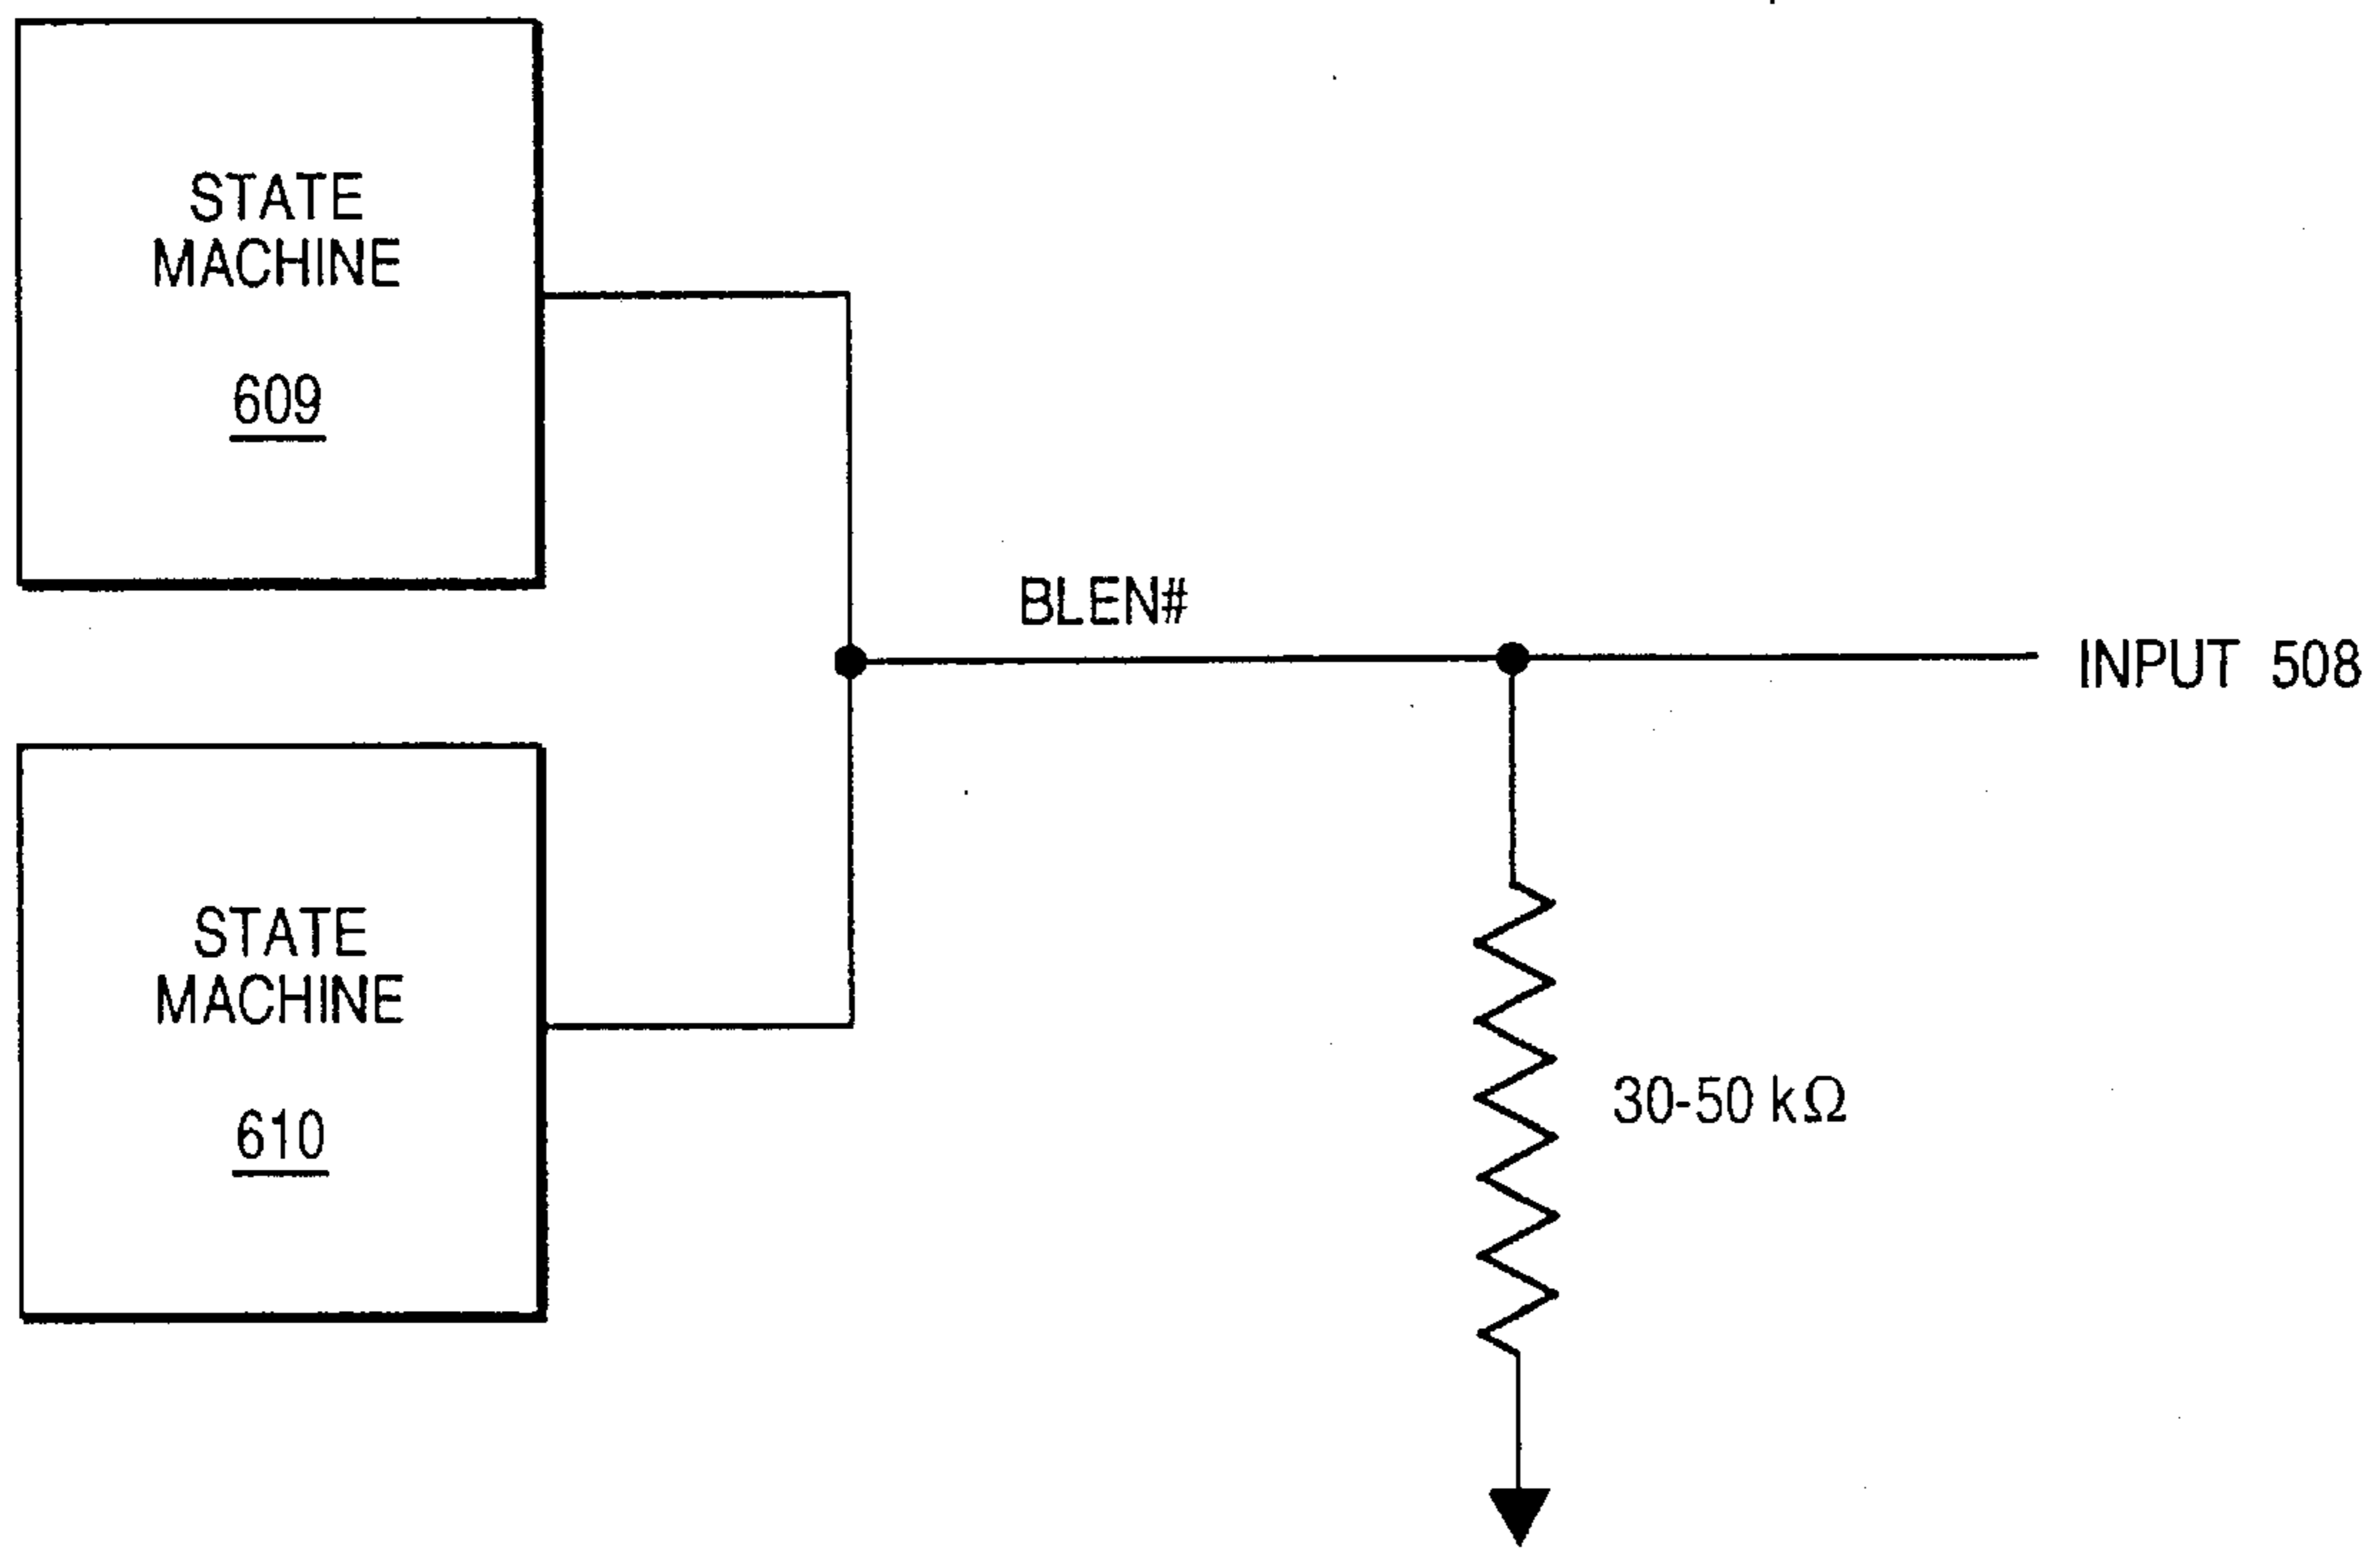 STATE
MACHINE
609
BLEN#
INPUT 508
STATE
MACHINE
610
30-50 kΩ